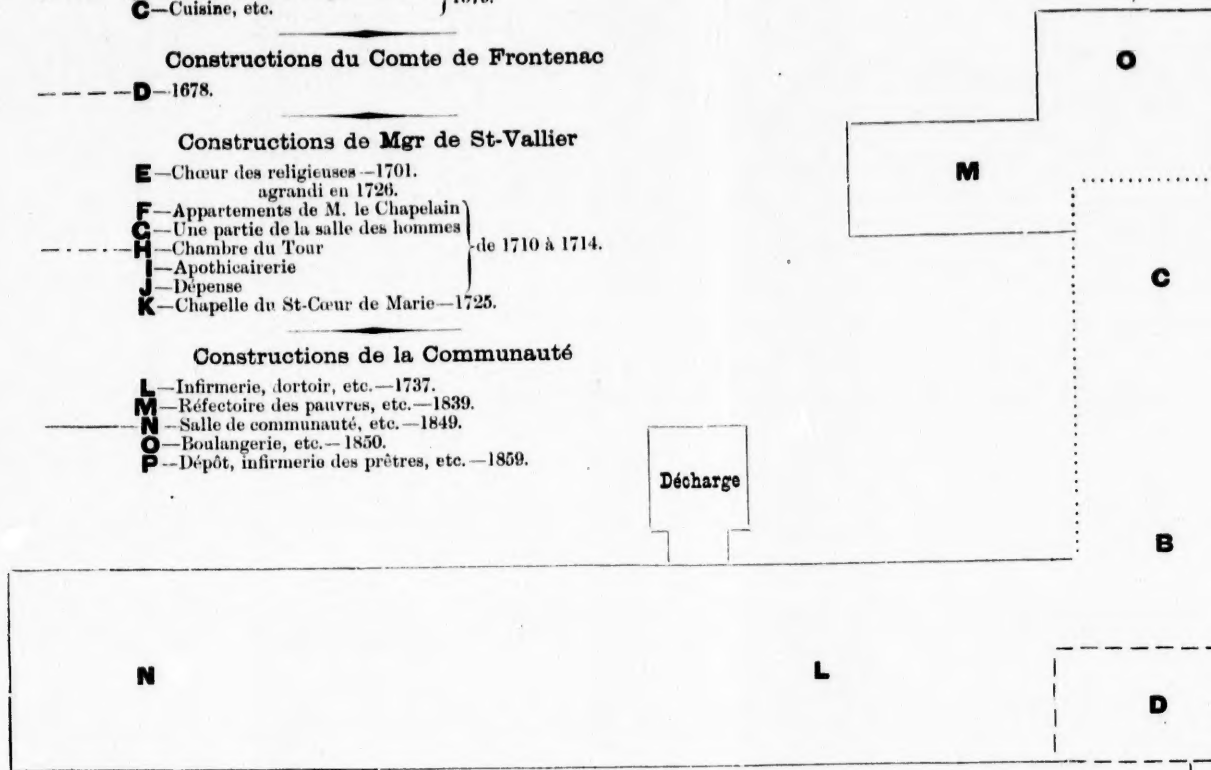 C—Cuisine, etc.
Constructions du Comte de Frontenac
D—1678.
Constructions de Mgr de St-Vallier
E—Chœur des religieuses—1701.
agrandi en 1726.
F—Appartements de M. le Chapelain
G—Une partie de la salle des hommes
H—Chambre du Tour
de 1710 à 1714.
I—Apothicairerie
J—Dépense
K—Chapelle du St-Cœur de Marie—1725.
Constructions de la Communauté
L—Infirmerie, dortoir, etc.—1737.
M—Réfectoire des pauvres, etc.—1839.
N—Salle de communauté, etc.—1849.
O—Boulangerie, etc.—1850.
P—Dépôt, infirmerie des prêtres, etc.—1859.
O
M
C
Décharge
B
N
L
D